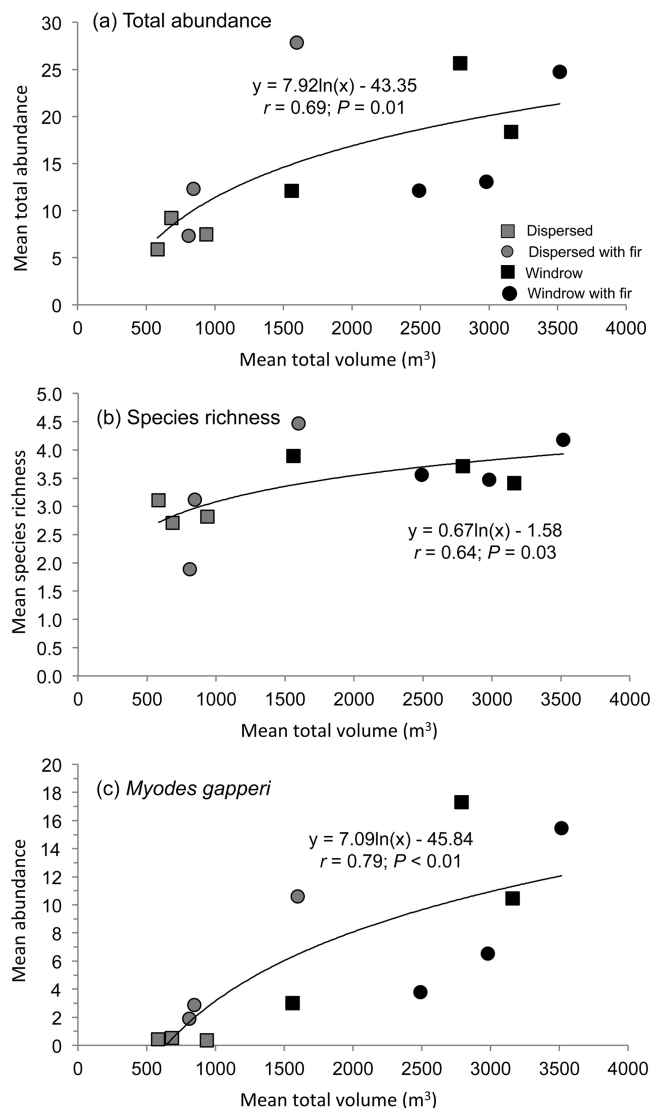 (a) Total abundance
30
25
20
15
10
5
0
Mean total abundance
y = 7.92ln(x) - 43.35
r = 0.69; P = 0.01
Dispersed
Dispersed with fir
Windrow
Windrow with fir
0 500 1000 1500 2000 2500 3000 3500 4000
Mean total volume (m³)
(b) Species richness
5.0
4.5
4.0
3.5
3.0
2.5
2.0
1.5
1.0
0.5
0.0
Mean species richness
y = 0.67ln(x) - 1.58
r = 0.64; P = 0.03
0 500 1000 1500 2000 2500 3000 3500 4000
Mean total volume (m³)
(c) Myodes gapperi
20
18
16
14
12
10
8
6
4
2
0
Mean abundance
y = 7.09ln(x) - 45.84
r = 0.79; P < 0.01
0 500 1000 1500 2000 2500 3000 3500 4000
Mean total volume (m³)